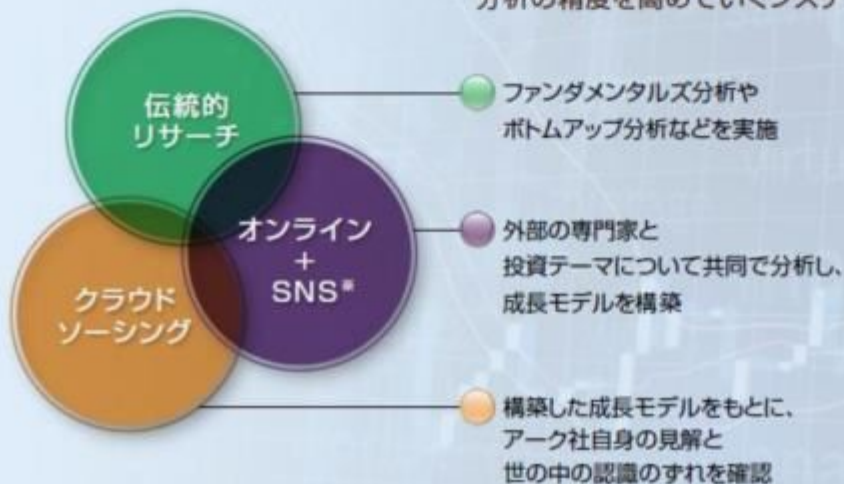 分析の精度を高めていくシステ
伝統的
リサーチ
ファンダメンタルズ分析や
ボトムアップ分析などを実施
オンライン
+
SNS※
外部の専門家と
投資テーマについて共同で分析し、
成長モデルを構築
クラウド
ソーシング
構築した成長モデルをもとに、
アーク社自身の見解と
世の中の認識のずれを確認